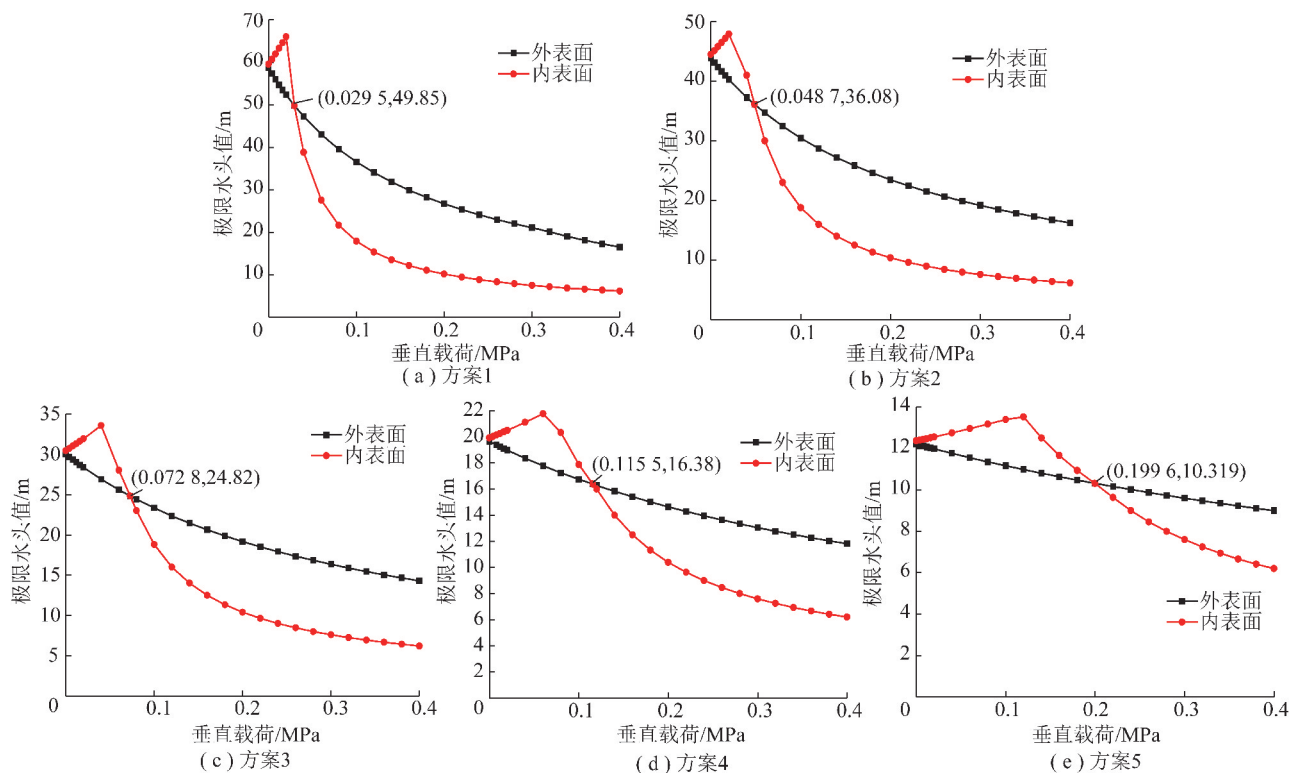 70
60
50
40
30
20
10
0
0.1
0.2
0.3
0.4
极限水头值/m
垂直载荷/MPa
外表面
内表面
(0.029 5,49.85)
(a)方案1
50
40
30
20
10
0
0.1
0.2
0.3
0.4
极限水头值/m
垂直载荷/MPa
外表面
内表面
(0.048 7,36.08)
(b)方案2
35
30
25
20
15
10
5
0
0.1
0.2
0.3
0.4
极限水头值/m
垂直载荷/MPa
外表面
内表面
(0.072 8,24.82)
(c)方案3
22
20
18
16
14
12
10
8
6
4
2
0
0.1
0.2
0.3
0.4
极限水头值/m
垂直载荷/MPa
外表面
内表面
(0.115 5,16.38)
(d)方案4
14
12
10
8
6
4
2
0
0.1
0.2
0.3
0.4
极限水头值/m
垂直载荷/MPa
外表面
内表面
(0.199 6,10.319)
(e)方案5